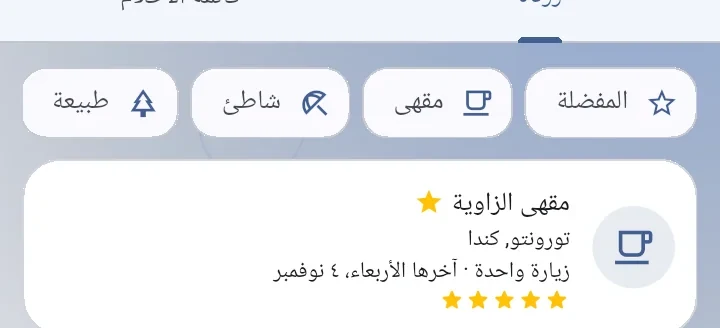 المفضلة
مقهى
شاطئ
طبيعة
مقهى الزاوية
تورونتو, كندا
زيارة واحدة · آخرها الأربعاء، ٤ نوفمبر